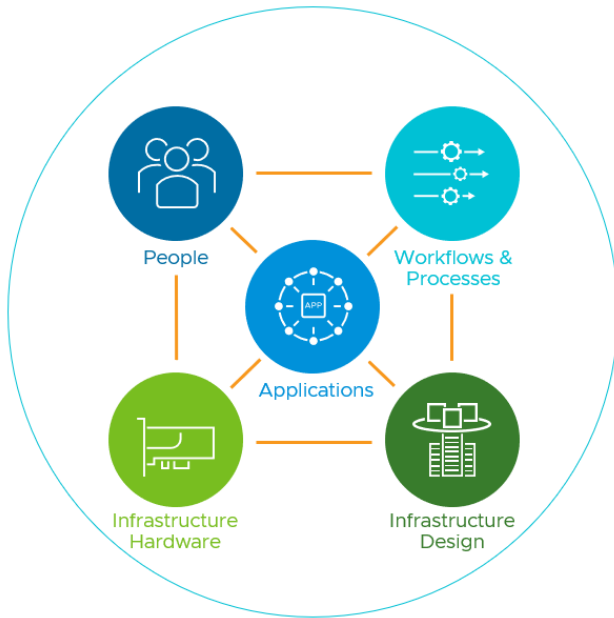 People
Workflows &
Processes
APP
Applications
Infrastructure
Hardware
Infrastructure
Design